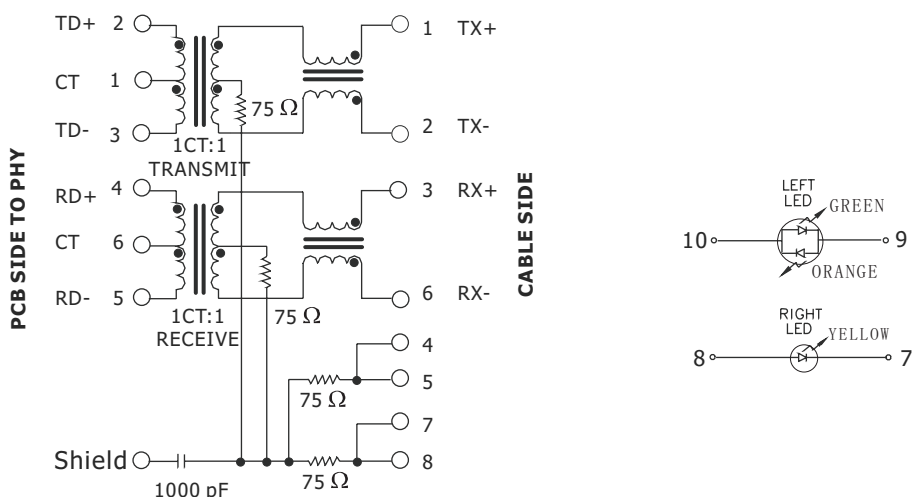 TD+ 2
1 TX+
CT 1
75 Ω
TD- 3
2 TX-
1CT:1
TRANSMIT
PCB SIDE TO PHY
RD+ 4
3 RX+
CT 6
CABLE SIDE
RD- 5
6 RX-
75 Ω
1CT:1
RECEIVE
4
5
75 Ω
7
Shield
8
75 Ω
1000 pF
LEFT
LED
GREEN
10
9
ORANGE
RIGHT
LED
YELLOW
8
7